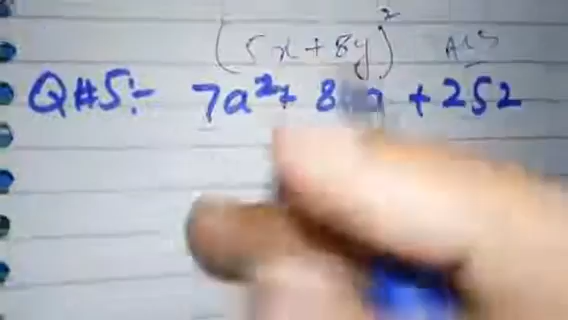 (5x+8y)² Ans
Q#5:- 7a²+ 8 + 252